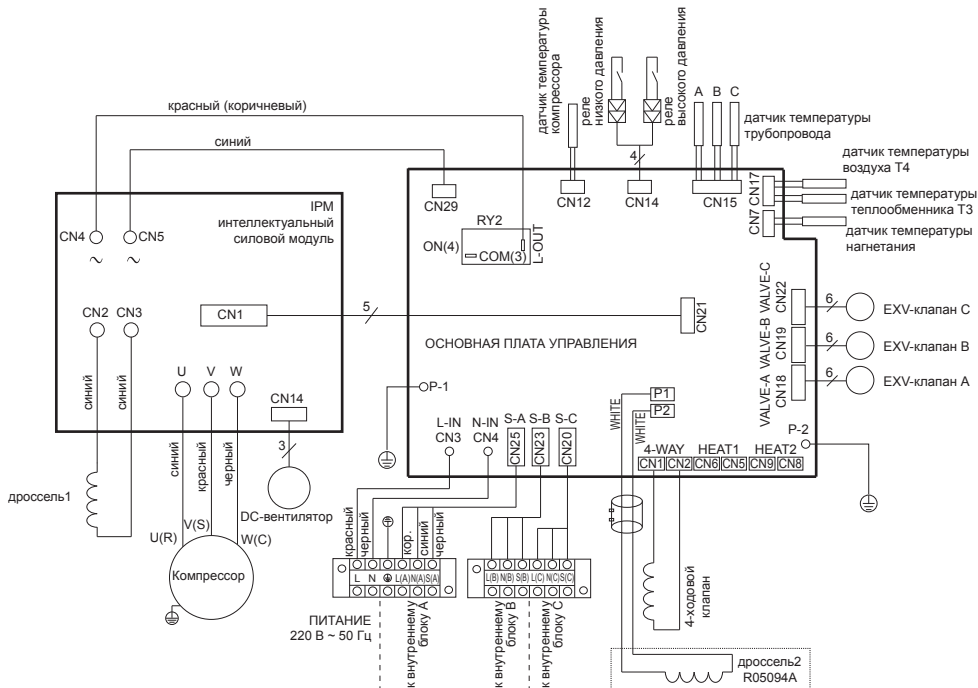 красный (коричневый)
синий
IPM
интеллектуальный
силовой модуль
CN4
CN5
~
~
CN2
CN3
CN1
5
U
V
W
CN14
3
синий
синий
синий
красный
черный
дроссель1
DC-вентилятор
U(R)
V(S)
W(C)
Компрессор
датчик температуры
компрессора
реле
низкого давления
реле
высокого давления
A
B
C
датчик температуры
трубопровода
датчик температуры
воздуха T4
датчик температуры
теплообменника T3
датчик температуры
нагнетания
4
CN29
CN12
CN14
CN15
CN17
CN7
RY2
ON(4)
COM(3)
L-OUT
CN21
ОСНОВНАЯ ПЛАТА УПРАВЛЕНИЯ
VALVE-C
CN22
VALVE-B
CN19
VALVE-A
CN18
6
EXV-клапан C
6
EXV-клапан B
6
EXV-клапан A
P-1
P-2
L-IN
CN3
N-IN
CN4
S-A
CN25
S-B
CN23
S-C
CN20
P1
P2
WHITE
WHITE
4-WAY
HEAT1
HEAT2
CN1 CN2 CN6 CN5 CN9 CN8
красный
черный
кор.
синий
черный
L N L(A) N(A) S(A)
L(B) N(B) S(B) L(C) N(C) S(C)
ПИТАНИЕ
220 В ~ 50 Гц
к внутреннему
блоку A
к внутреннему
блоку B
к внутреннему
блоку C
4-ходовой
клапан
дроссель2
R05094A